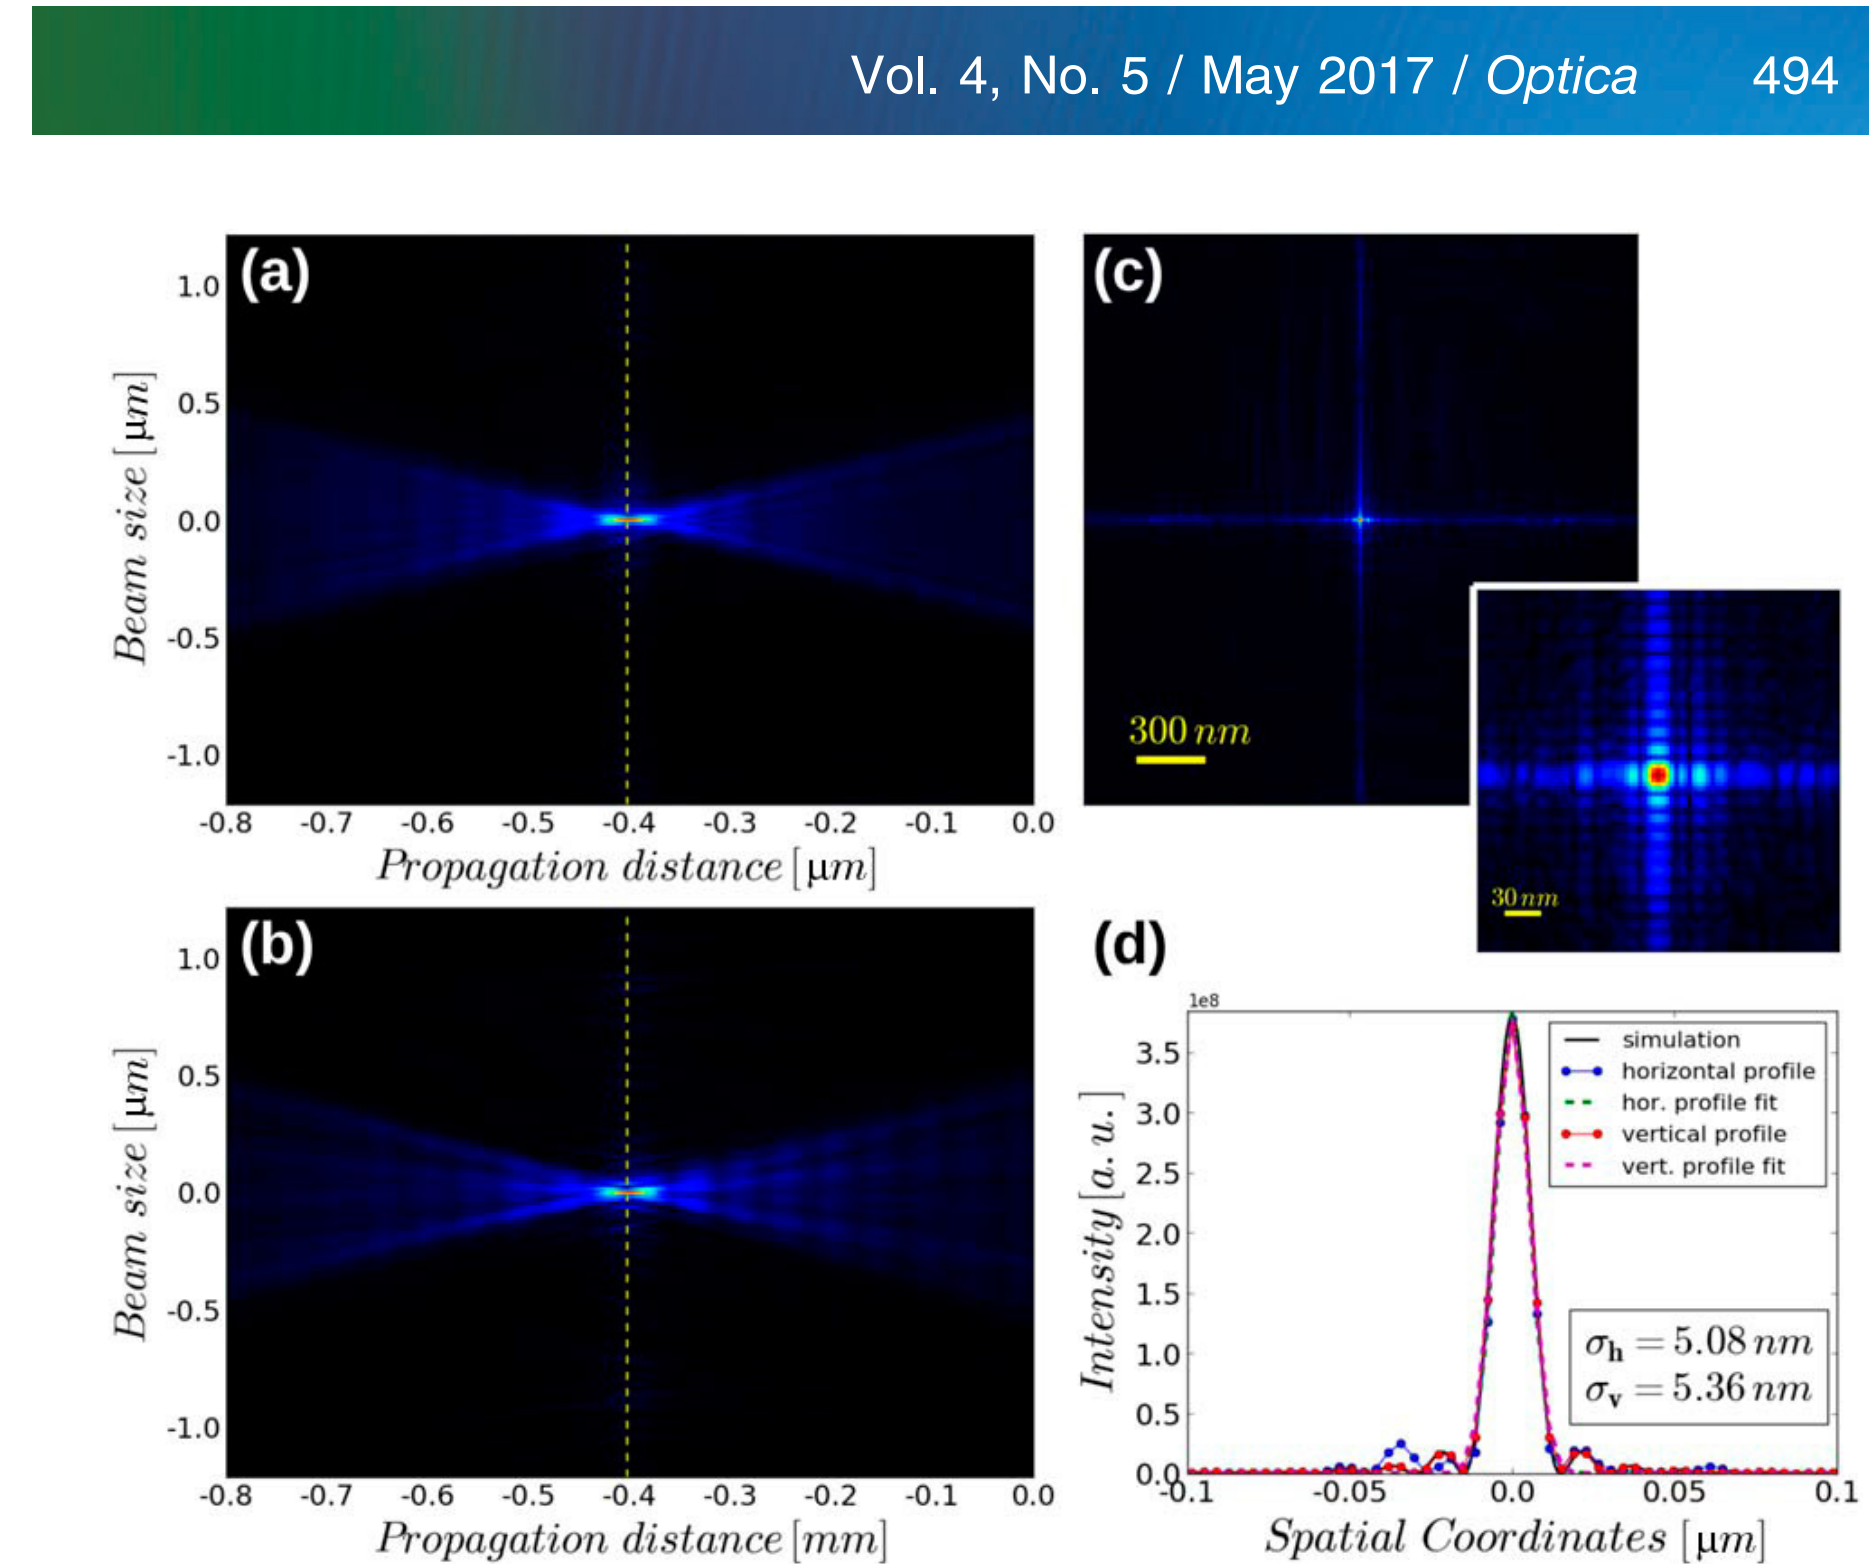 Vol. 4, No. 5 / May 2017 / Optica 494
(a)
1.0
0.5
0.0
-0.5
-1.0
Beam size [μm]
-0.8 -0.7 -0.6 -0.5 -0.4 -0.3 -0.2 -0.1 0.0
Propagation distance [μm]
(b)
1.0
0.5
0.0
-0.5
-1.0
Beam size [μm]
-0.8 -0.7 -0.6 -0.5 -0.4 -0.3 -0.2 -0.1 0.0
Propagation distance [mm]
(c)
300 nm
30 nm
(d)
1e8
3.5
3.0
2.5
2.0
1.5
1.0
0.5
0.0
Intensity [a. u.]
simulation
horizontal profile
hor. profile fit
vertical profile
vert. profile fit
σh = 5.08 nm
σv = 5.36 nm
-0.1 -0.05 0.0 0.05 0.1
Spatial Coordinates [μm]